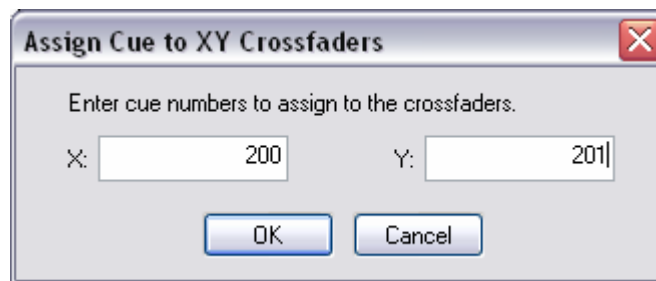 Assign Cue to XY Crossfaders
Enter cue numbers to assign to the crossfaders.
X: 200 Y: 201
OK Cancel